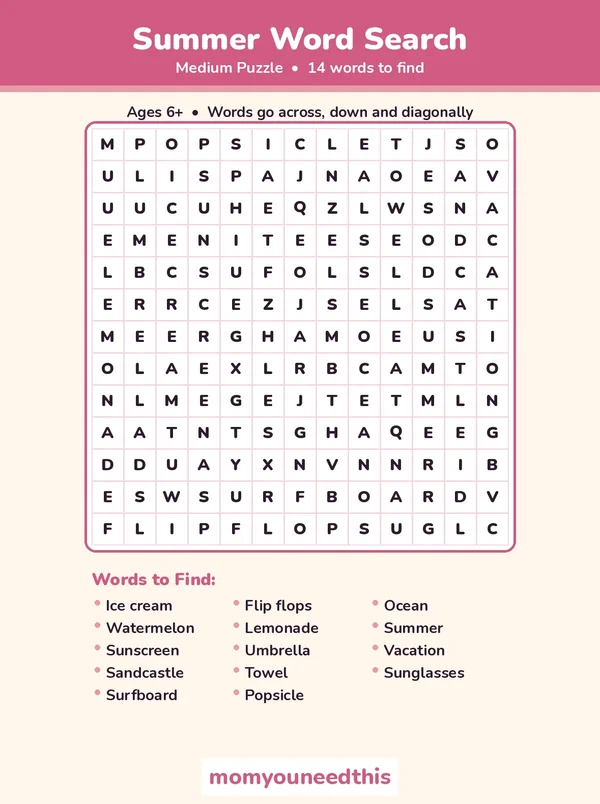 Summer Word Search
Medium Puzzle • 14 words to find
Ages 6+ • Words go across, down and diagonally
M P O P S I C L E T J S O
U L I S P A J N A O E A V
U U C U H E Q Z L W S N A
E M E N I T E E S E O D C
L B C S U F O L S L D C A
E R R C E Z J S E L S A T
M E E R G H A M O E U S I
O L A E X L R B C A M T O
N L M E G E J T E T M L N
A A T N T S G H A Q E E G
D D U A Y X N V N N R I B
E S W S U R F B O A R D V
F L I P F L O P S U G L C
Words to Find:
• Ice cream • Flip flops • Ocean
• Watermelon • Lemonade • Summer
• Sunscreen • Umbrella • Vacation
• Sandcastle • Towel • Sunglasses
• Surfboard • Popsicle
momyouneedthis